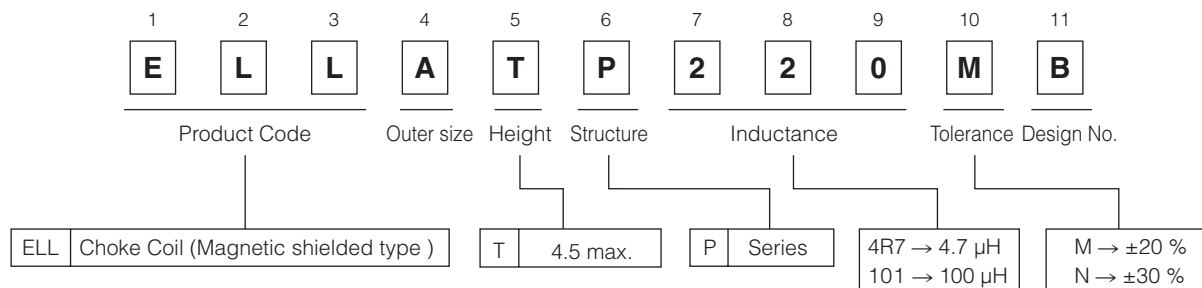 1 2 3 4 5 6 7 8 9 10 11
E L L A T P 2 2 0 M B
Product Code Outer size Height Structure Inductance Tolerance Design No.
ELL Choke Coil (Magnetic shielded type ) T 4.5 max. P Series 4R7 → 4.7 µH M → ±20 %
101 → 100 µH N → ±30 %